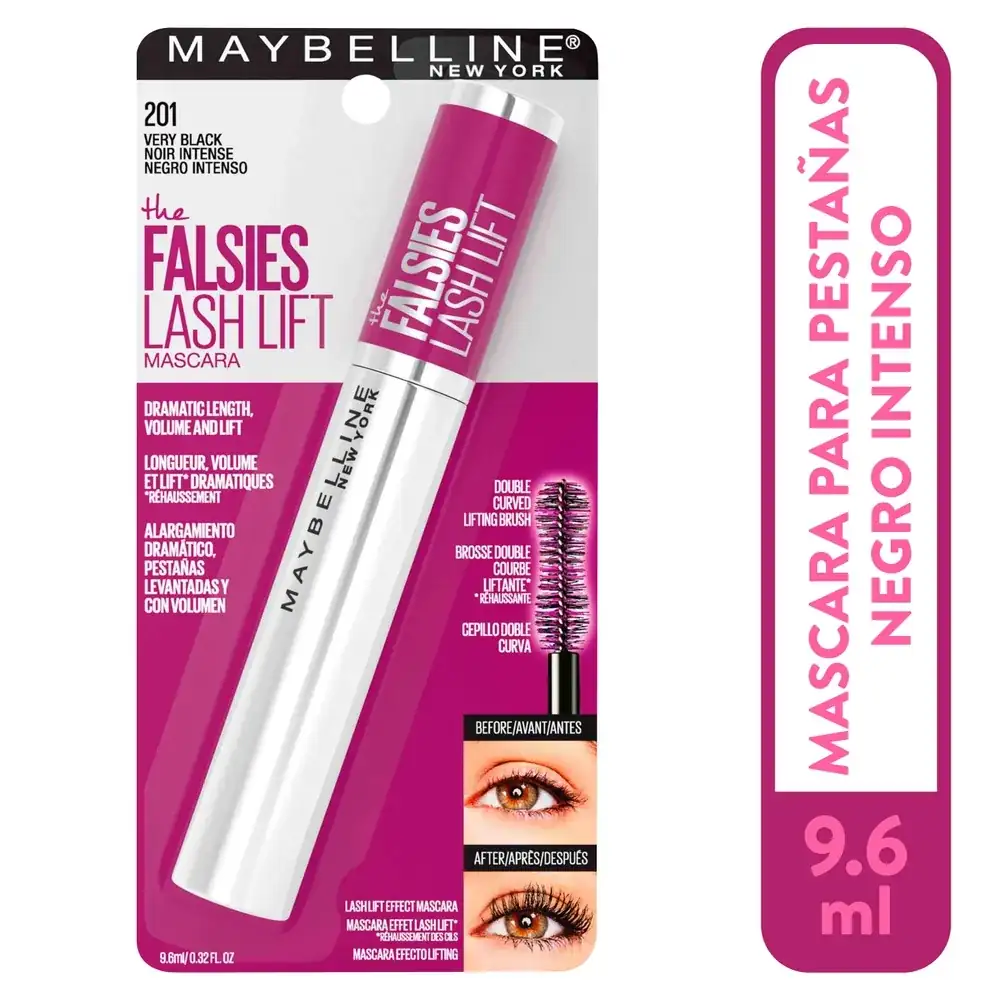 MAYBELLINE®
NEW YORK
201
VERY BLACK
NOIR INTENSE
NEGRO INTENSO
the
FALSIES
LASH LIFT
MASCARA
DRAMATIC LENGTH,
VOLUME AND LIFT
LONGUEUR, VOLUME
ET LIFT* DRAMATIQUES
*RÉHAUSSEMENT
ALARGAMIENTO
DRAMÁTICO,
PESTAÑAS
LEVANTADAS Y
CON VOLUMEN
the
FALSIES
LASH LIFT
MAYBELLINE
NEW YORK
DOUBLE
CURVED
LIFTING BRUSH
BROSSE DOUBLE
COURBE
LIFTANTE*
*RÉHAUSSANTE
CEPILLO DOBLE
CURVA
BEFORE/AVANT/ANTES
AFTER/APRÈS/DESPUÉS
LASH LIFT EFFECT MASCARA
MASCARA EFFET LASH LIFT*
*RÉHAUSSEMENT DES CILS
MASCARA EFECTO LIFTING
9.6ml/0.32 FL. OZ
MASCARA PARA PESTAÑAS
NEGRO INTENSO
9.6
ml